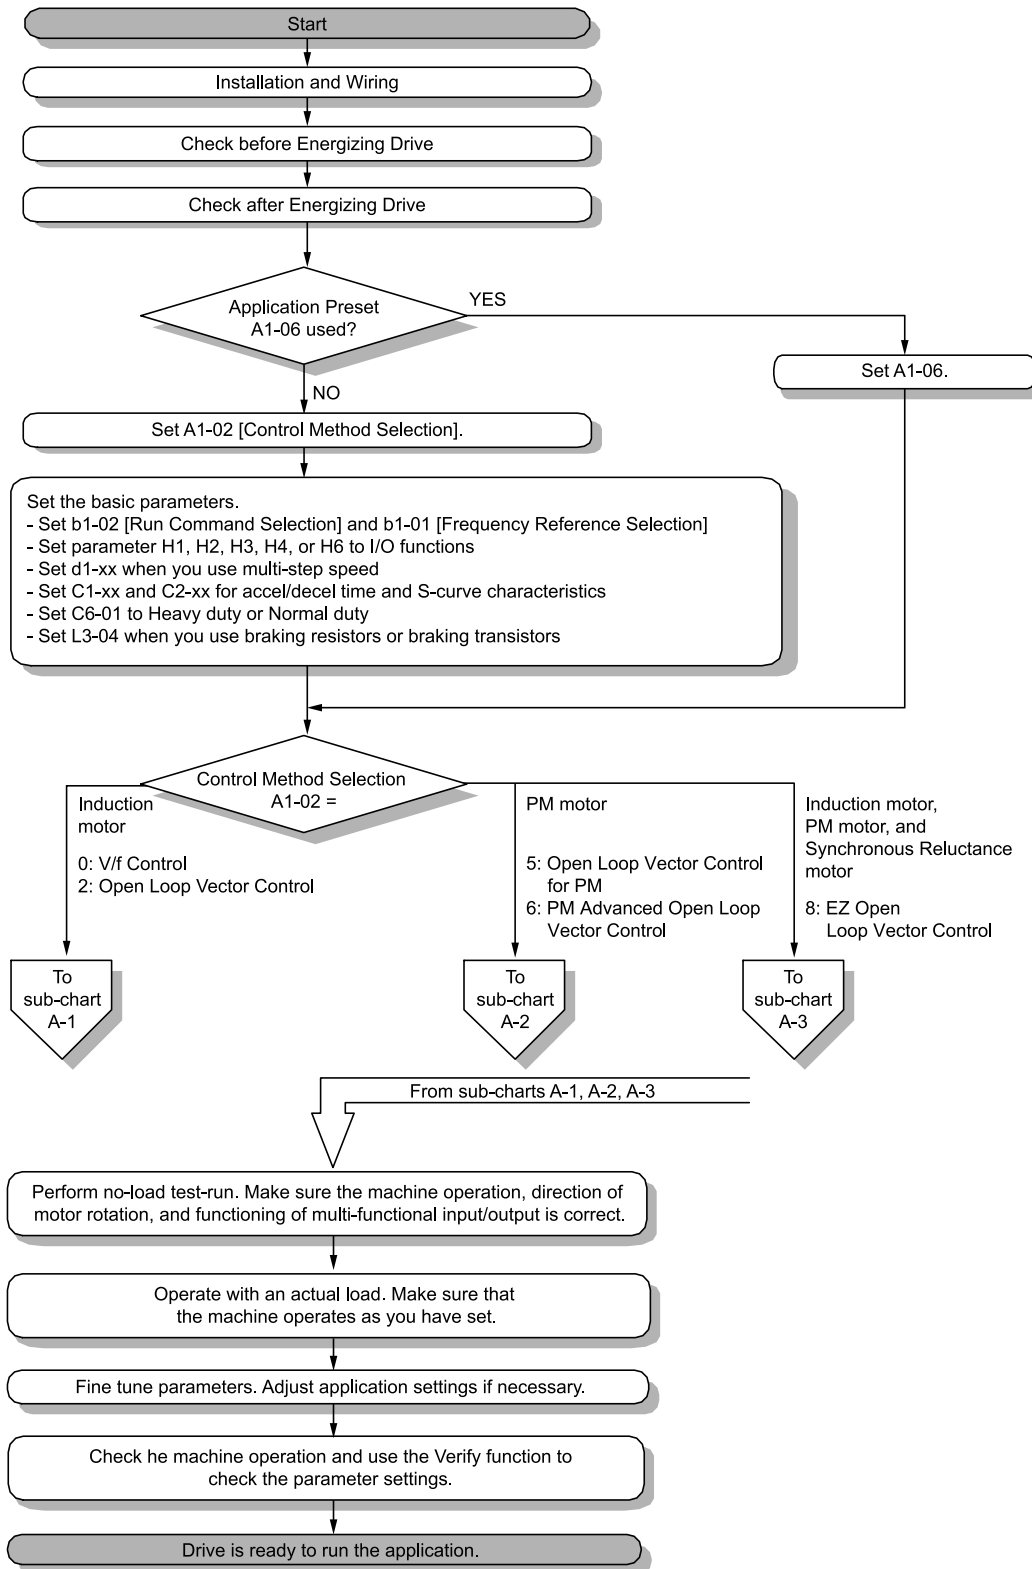 Start
Installation and Wiring
Check before Energizing Drive
Check after Energizing Drive
Application Preset
A1-06 used?
YES
NO
Set A1-06.
Set A1-02 [Control Method Selection].
Set the basic parameters.
- Set b1-02 [Run Command Selection] and b1-01 [Frequency Reference Selection]
- Set parameter H1, H2, H3, H4, or H6 to I/O functions
- Set d1-xx when you use multi-step speed
- Set C1-xx and C2-xx for accel/decel time and S-curve characteristics
- Set C6-01 to Heavy duty or Normal duty
- Set L3-04 when you use braking resistors or braking transistors
Control Method Selection
A1-02 =
Induction
motor
0: V/f Control
2: Open Loop Vector Control
PM motor
5: Open Loop Vector Control
for PM
6: PM Advanced Open Loop
Vector Control
Induction motor,
PM motor, and
Synchronous Reluctance
motor
8: EZ Open
Loop Vector Control
To
sub-chart
A-1
To
sub-chart
A-2
To
sub-chart
A-3
From sub-charts A-1, A-2, A-3
Perform no-load test-run. Make sure the machine operation, direction of
motor rotation, and functioning of multi-functional input/output is correct.
Operate with an actual load. Make sure that
the machine operates as you have set.
Fine tune parameters. Adjust application settings if necessary.
Check he machine operation and use the Verify function to
check the parameter settings.
Drive is ready to run the application.